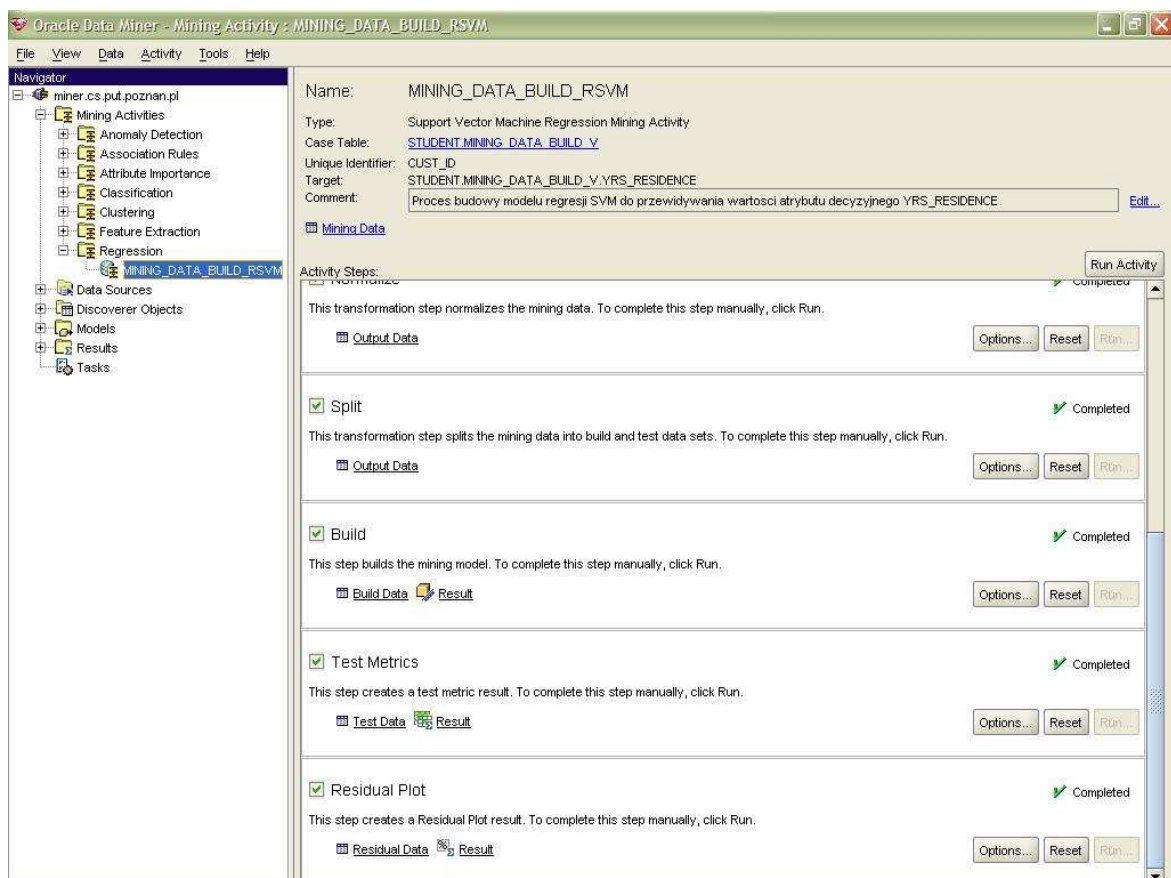 Oracle Data Miner - Mining Activity : MINING_DATA_BUILD_RSVM
File View Data Activity Tools Help
Navigator
miner.cs.put.poznan.pl
Mining Activities
Anomaly Detection
Association Rules
Attribute Importance
Classification
Clustering
Feature Extraction
Regression
MINING_DATA_BUILD_RSVM
Data Sources
Discoverer Objects
Models
Results
Tasks
Name: MINING_DATA_BUILD_RSVM
Type: Support Vector Machine Regression Mining Activity
Case Table: STUDENT.MINING_DATA_BUILD_V
Unique Identifier: CUST_ID
Target: STUDENT.MINING_DATA_BUILD_V.YRS_RESIDENCE
Comment: Proces budowy modelu regresji SVM do przewidywania wartosci atrybutu decyzyjnego YRS_RESIDENCE Edit...
Mining Data
Activity Steps: Run Activity
Normalize Completed
This transformation step normalizes the mining data. To complete this step manually, click Run.
Output Data Options... Reset Run...
Split Completed
This transformation step splits the mining data into build and test data sets. To complete this step manually, click Run.
Output Data Options... Reset Run...
Build Completed
This step builds the mining model. To complete this step manually, click Run.
Build Data Result Options... Reset Run...
Test Metrics Completed
This step creates a test metric result. To complete this step manually, click Run.
Test Data Result Options... Reset Run...
Residual Plot Completed
This step creates a Residual Plot result. To complete this step manually, click Run.
Residual Data Result Options... Reset Run...